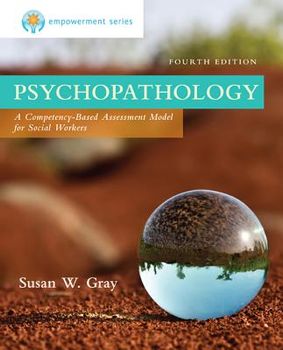 empowerment series
FOURTH EDITION
PSYCHOPATHOLOGY
A Competency-Based Assessment Model
for Social Workers
Susan W. Gray